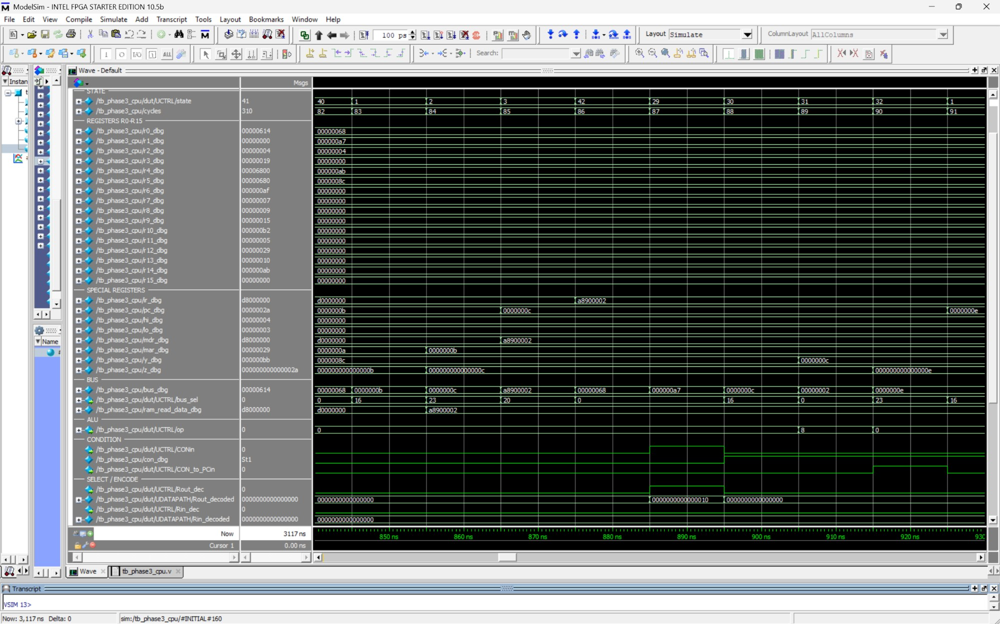 ModelSim - INTEL FPGA STARTER EDITION 10.5b
File Edit View Compile Simulate Add Transcript Tools Layout Bookmarks Window Help
100 ps Layout Simulate ColumnLayout AllColumns
Search:
Wave - Default
Instan
Msgs
STATE
/tb_phase3_cpu/dut/UCTRL/state 41 40 1 2 3 42 29 30 31 32 1
/tb_phase3_cpu/cycles 310 82 83 84 85 86 87 88 89 90 91
REGISTERS R0-R15
/tb_phase3_cpu/r0_dbg 00000614 00000068
/tb_phase3_cpu/r1_dbg 00000000 000000a7
/tb_phase3_cpu/r2_dbg 00000004 00000004
/tb_phase3_cpu/r3_dbg 00000019 00000000
/tb_phase3_cpu/r4_dbg 00006800 000000ab
/tb_phase3_cpu/r5_dbg 00000680 0000008c
/tb_phase3_cpu/r6_dbg 000000af 00000000
/tb_phase3_cpu/r7_dbg 00000007 00000000
/tb_phase3_cpu/r8_dbg 00000009 00000000
/tb_phase3_cpu/r9_dbg 00000015 00000000
/tb_phase3_cpu/r10_dbg 000000b2 00000000
/tb_phase3_cpu/r11_dbg 00000005 00000000
/tb_phase3_cpu/r12_dbg 00000029 00000000
/tb_phase3_cpu/r13_dbg 00000010 00000000
/tb_phase3_cpu/r14_dbg 000000ab 00000000
/tb_phase3_cpu/r15_dbg 00000000 00000000
SPECIAL REGISTERS
/tb_phase3_cpu/ir_dbg d8000000 d0000000 a8900002
/tb_phase3_cpu/pc_dbg 0000002a 0000000b 0000000c 0000000e
/tb_phase3_cpu/hi_dbg 00000004 00000000
/tb_phase3_cpu/lo_dbg 00000003 00000000
/tb_phase3_cpu/mdr_dbg d8000000 d0000000 a8900002
/tb_phase3_cpu/mar_dbg 00000029 0000000a 0000000b
/tb_phase3_cpu/y_dbg 000000bb 0000008c 0000000c
/tb_phase3_cpu/z_dbg 000000000000002a 000000000000000b 000000000000000c 000000000000000e
BUS
/tb_phase3_cpu/bus_dbg 00000614 00000068 0000000b 0000000c a8900002 00000068 000000a7 0000000c 00000002 0000000e
/tb_phase3_cpu/dut/UCTRL/bus_sel 0 0 16 23 20 0 16 0 23 16
/tb_phase3_cpu/ram_read_data_dbg d8000000 d0000000 a8900002
ALU
/tb_phase3_cpu/dut/UCTRL/op 0 0 8 0
CONDITION
/tb_phase3_cpu/dut/UCTRL/CONin 0
/tb_phase3_cpu/con_dbg St1
/tb_phase3_cpu/dut/UCTRL/CON_to_PCin 0
SELECT / ENCODE
/tb_phase3_cpu/dut/UCTRL/Rout_dec 0
/tb_phase3_cpu/dut/UDATAPATH/Rout_decoded 0000000000000000 0000000000000000 0000000000000010 0000000000000000
/tb_phase3_cpu/dut/UCTRL/Rin_dec 0
/tb_phase3_cpu/dut/UDATAPATH/Rin_decoded 0000000000000000 0000000000000000
Name
Now 3117 ns 850 ns 860 ns 870 ns 880 ns 890 ns 900 ns 910 ns 920 ns
Cursor 1 0.00 ns
Wave tb_phase3_cpu.v
Transcript
VSIM 13>
Now: 3,117 ns Delta: 0 sim:/tb_phase3_cpu/#INITIAL#160